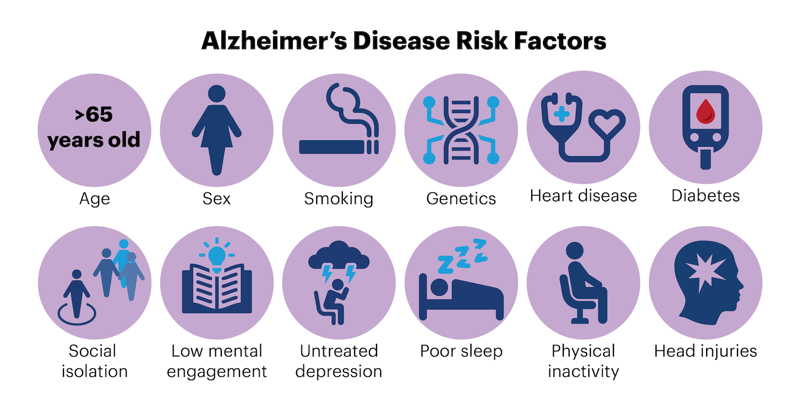 Alzheimer’s Disease Risk Factors
>65
years old
Age
Sex
Smoking
Genetics
Heart disease
Diabetes
Social
isolation
Low mental
engagement
Z Z Z
Z Z Z
Untreated
depression
Poor sleep
Physical
inactivity
Head injuries